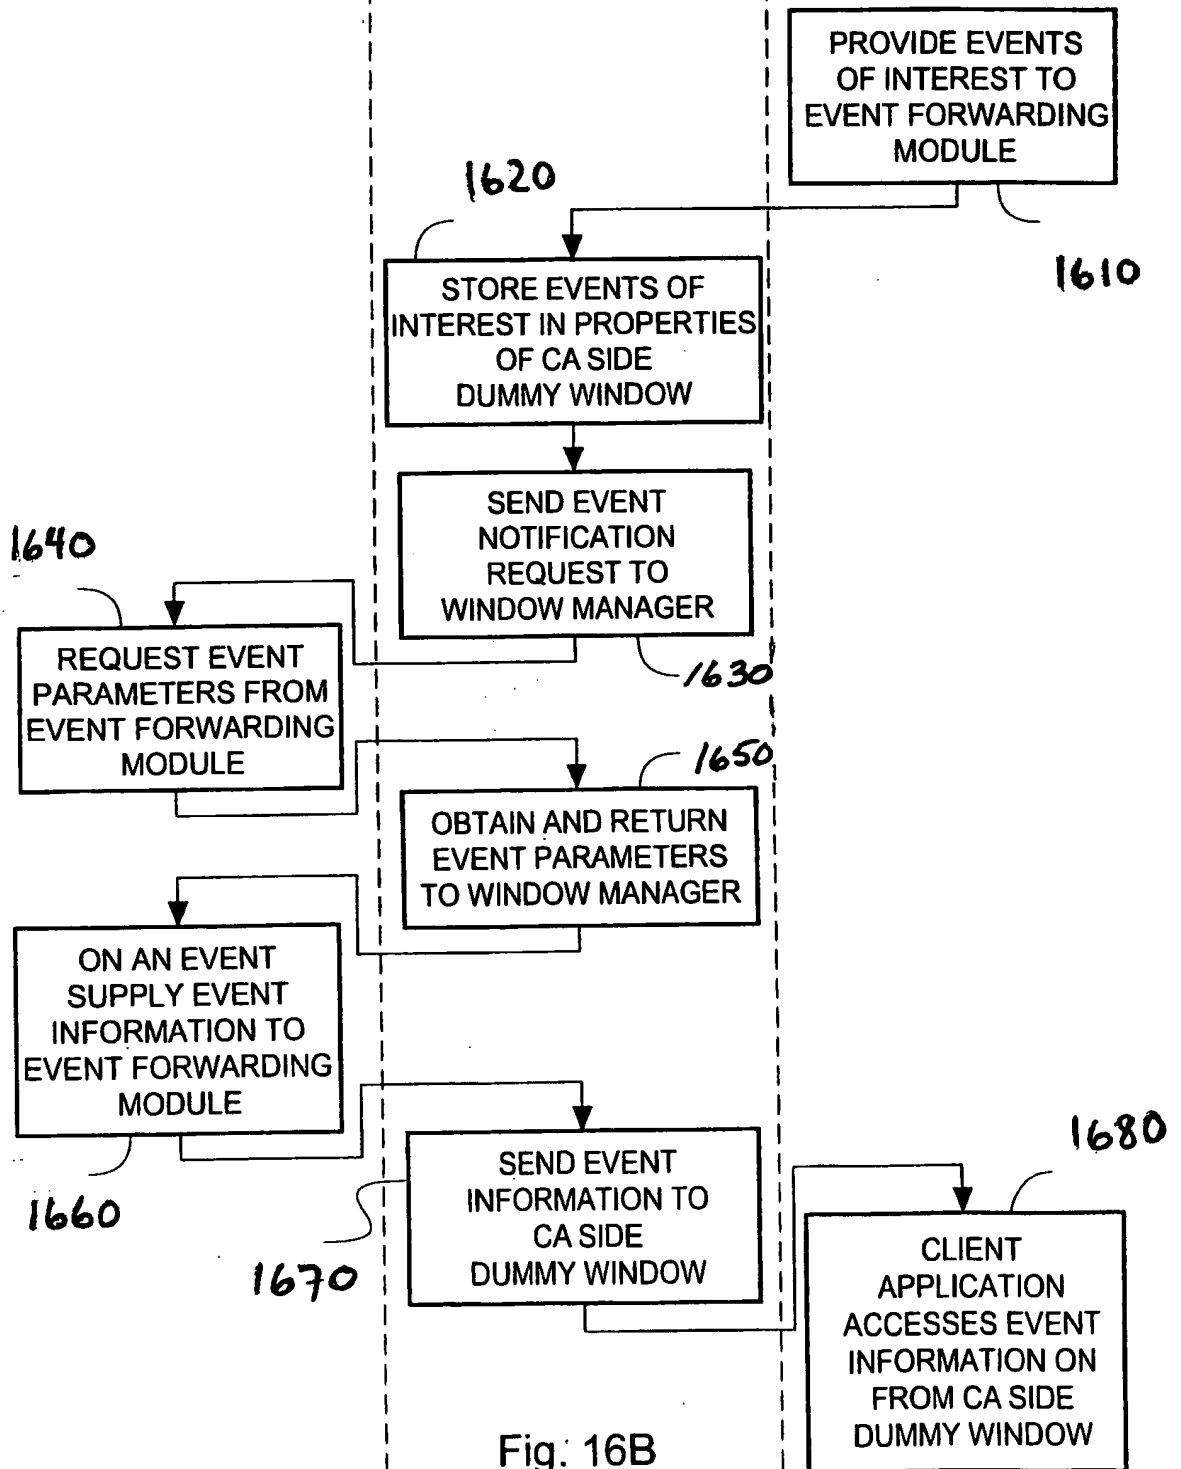 PROVIDE EVENTS
OF INTEREST TO
EVENT FORWARDING
MODULE
1610
1620
STORE EVENTS OF
INTEREST IN PROPERTIES
OF CA SIDE
DUMMY WINDOW
SEND EVENT
NOTIFICATION
REQUEST TO
WINDOW MANAGER
1630
1640
REQUEST EVENT
PARAMETERS FROM
EVENT FORWARDING
MODULE
1650
OBTAIN AND RETURN
EVENT PARAMETERS
TO WINDOW MANAGER
ON AN EVENT
SUPPLY EVENT
INFORMATION TO
EVENT FORWARDING
MODULE
1660
SEND EVENT
INFORMATION TO
CA SIDE
DUMMY WINDOW
1670
1680
CLIENT
APPLICATION
ACCESSES EVENT
INFORMATION ON
FROM CA SIDE
DUMMY WINDOW
Fig. 16B